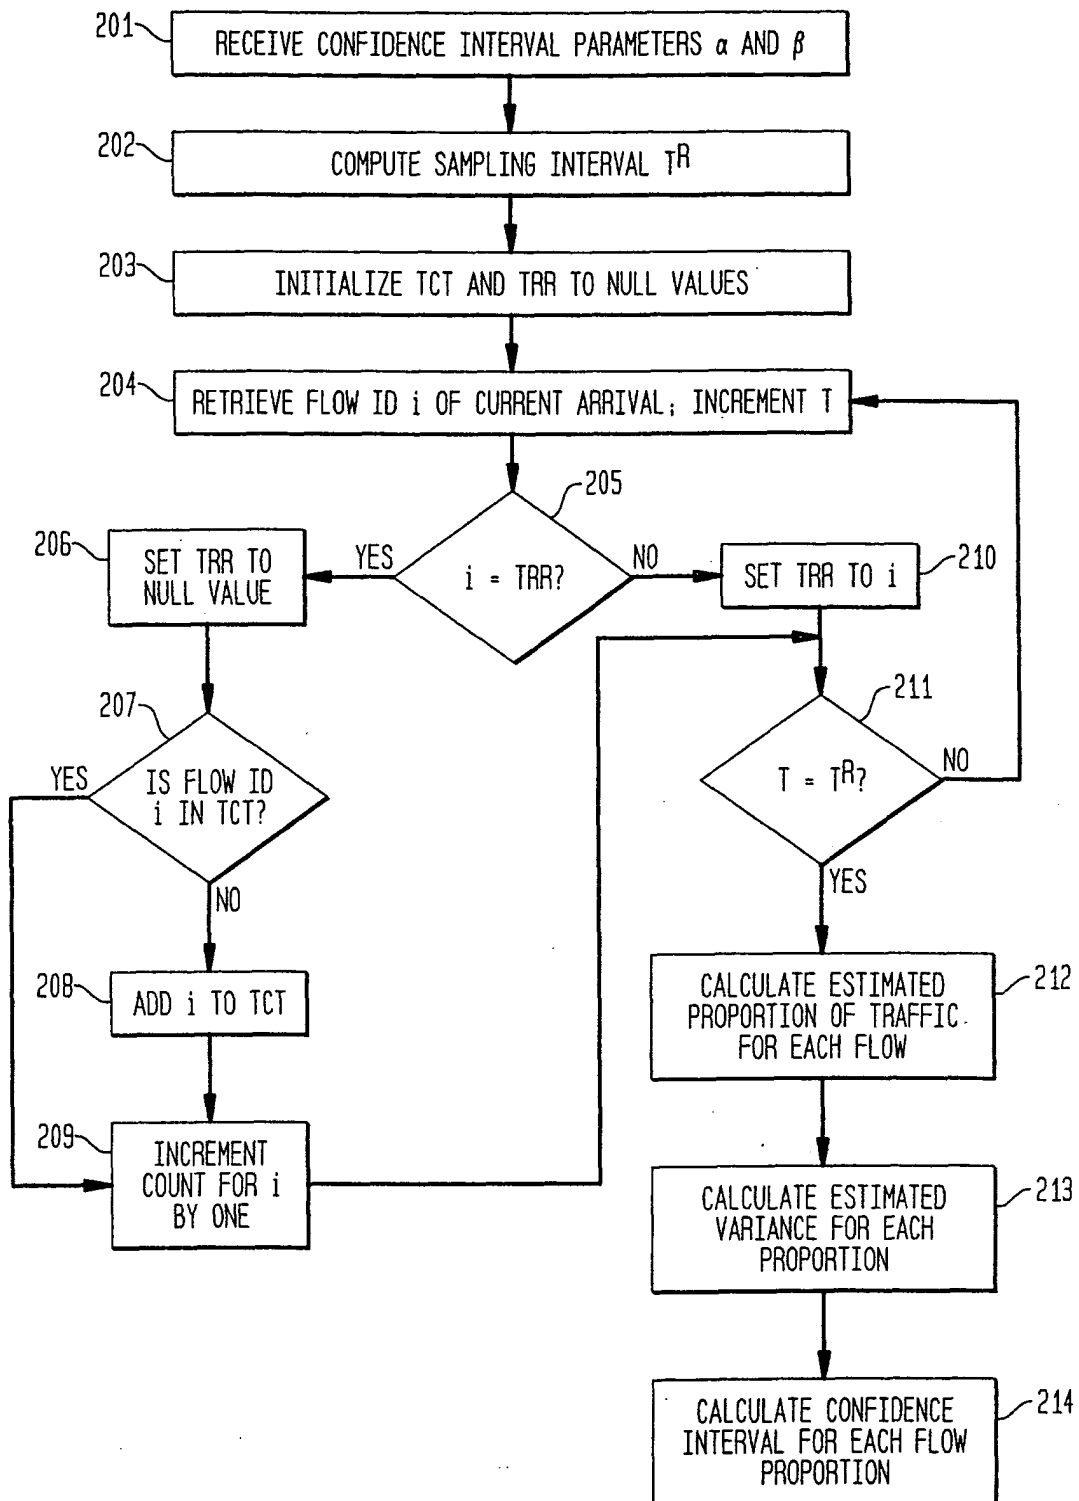 201
RECEIVE CONFIDENCE INTERVAL PARAMETERS α AND β
202
COMPUTE SAMPLING INTERVAL T^R
203
INITIALIZE TCT AND TRR TO NULL VALUES
204
RETRIEVE FLOW ID i OF CURRENT ARRIVAL; INCREMENT T
205
i = TRR?
YES
NO
206
SET TRR TO
NULL VALUE
210
SET TRR TO i
207
IS FLOW ID
i IN TCT?
YES
NO
211
T = T^R?
NO
YES
208
ADD i TO TCT
209
INCREMENT
COUNT FOR i
BY ONE
212
CALCULATE ESTIMATED
PROPORTION OF TRAFFIC
FOR EACH FLOW
213
CALCULATE ESTIMATED
VARIANCE FOR EACH
PROPORTION
214
CALCULATE CONFIDENCE
INTERVAL FOR EACH FLOW
PROPORTION